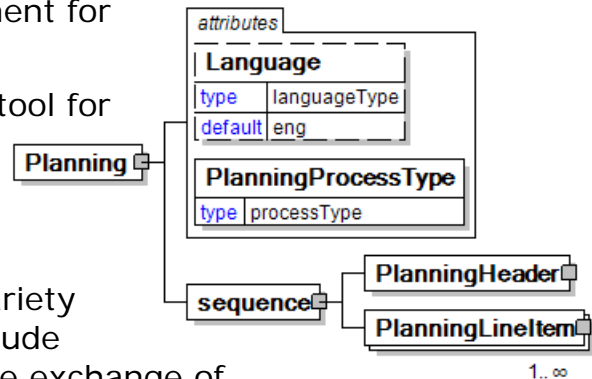 ment for
attributes
Language
type languageType
tool for
default eng
Planning
PlanningProcessType
type processType
PlanningHeader
sequence
ude
PlanningLineItem
e exchange of
1.. ∞